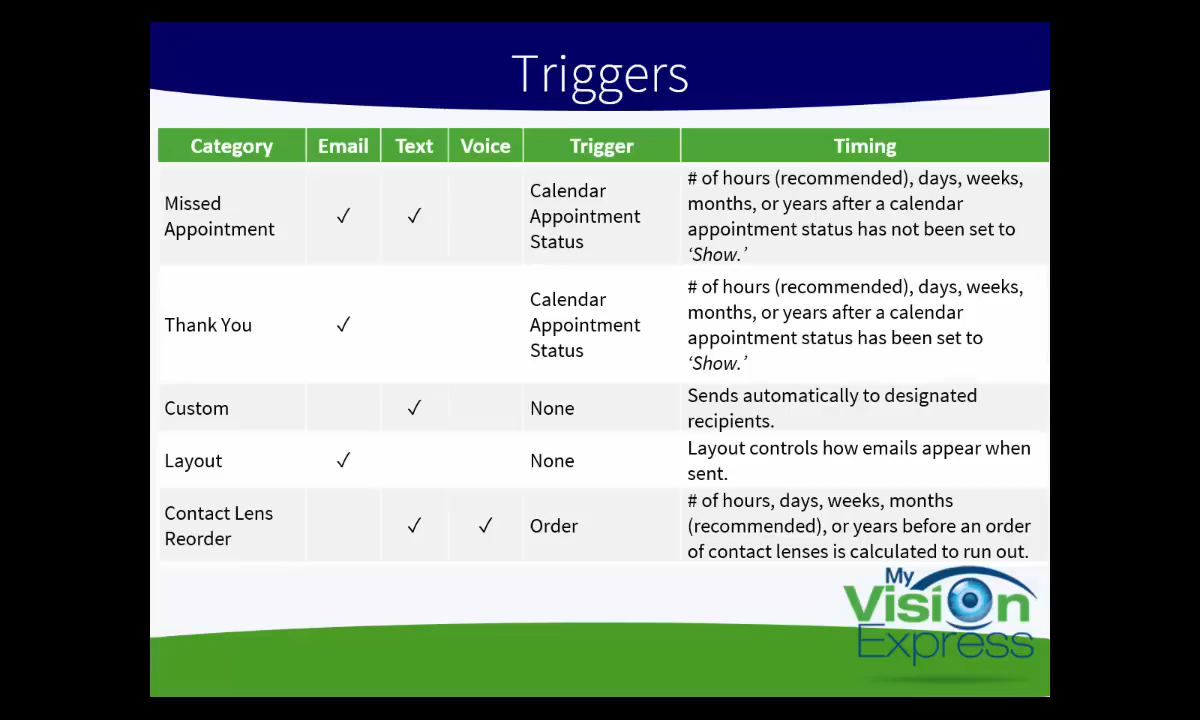 Triggers
Category Email Text Voice Trigger Timing
Missed
Appointment
✓ ✓
Calendar
Appointment
Status
# of hours (recommended), days, weeks,
months, or years after a calendar
appointment status has not been set to
‘Show.’
Thank You ✓
Calendar
Appointment
Status
# of hours (recommended), days, weeks,
months, or years after a calendar
appointment status has been set to
‘Show.’
Custom ✓ None
Sends automatically to designated
recipients.
Layout ✓ None
Layout controls how emails appear when
sent.
Contact Lens
Reorder
✓ ✓ Order
# of hours, days, weeks, months
(recommended), or years before an order
of contact lenses is calculated to run out.
My
Vision
Express